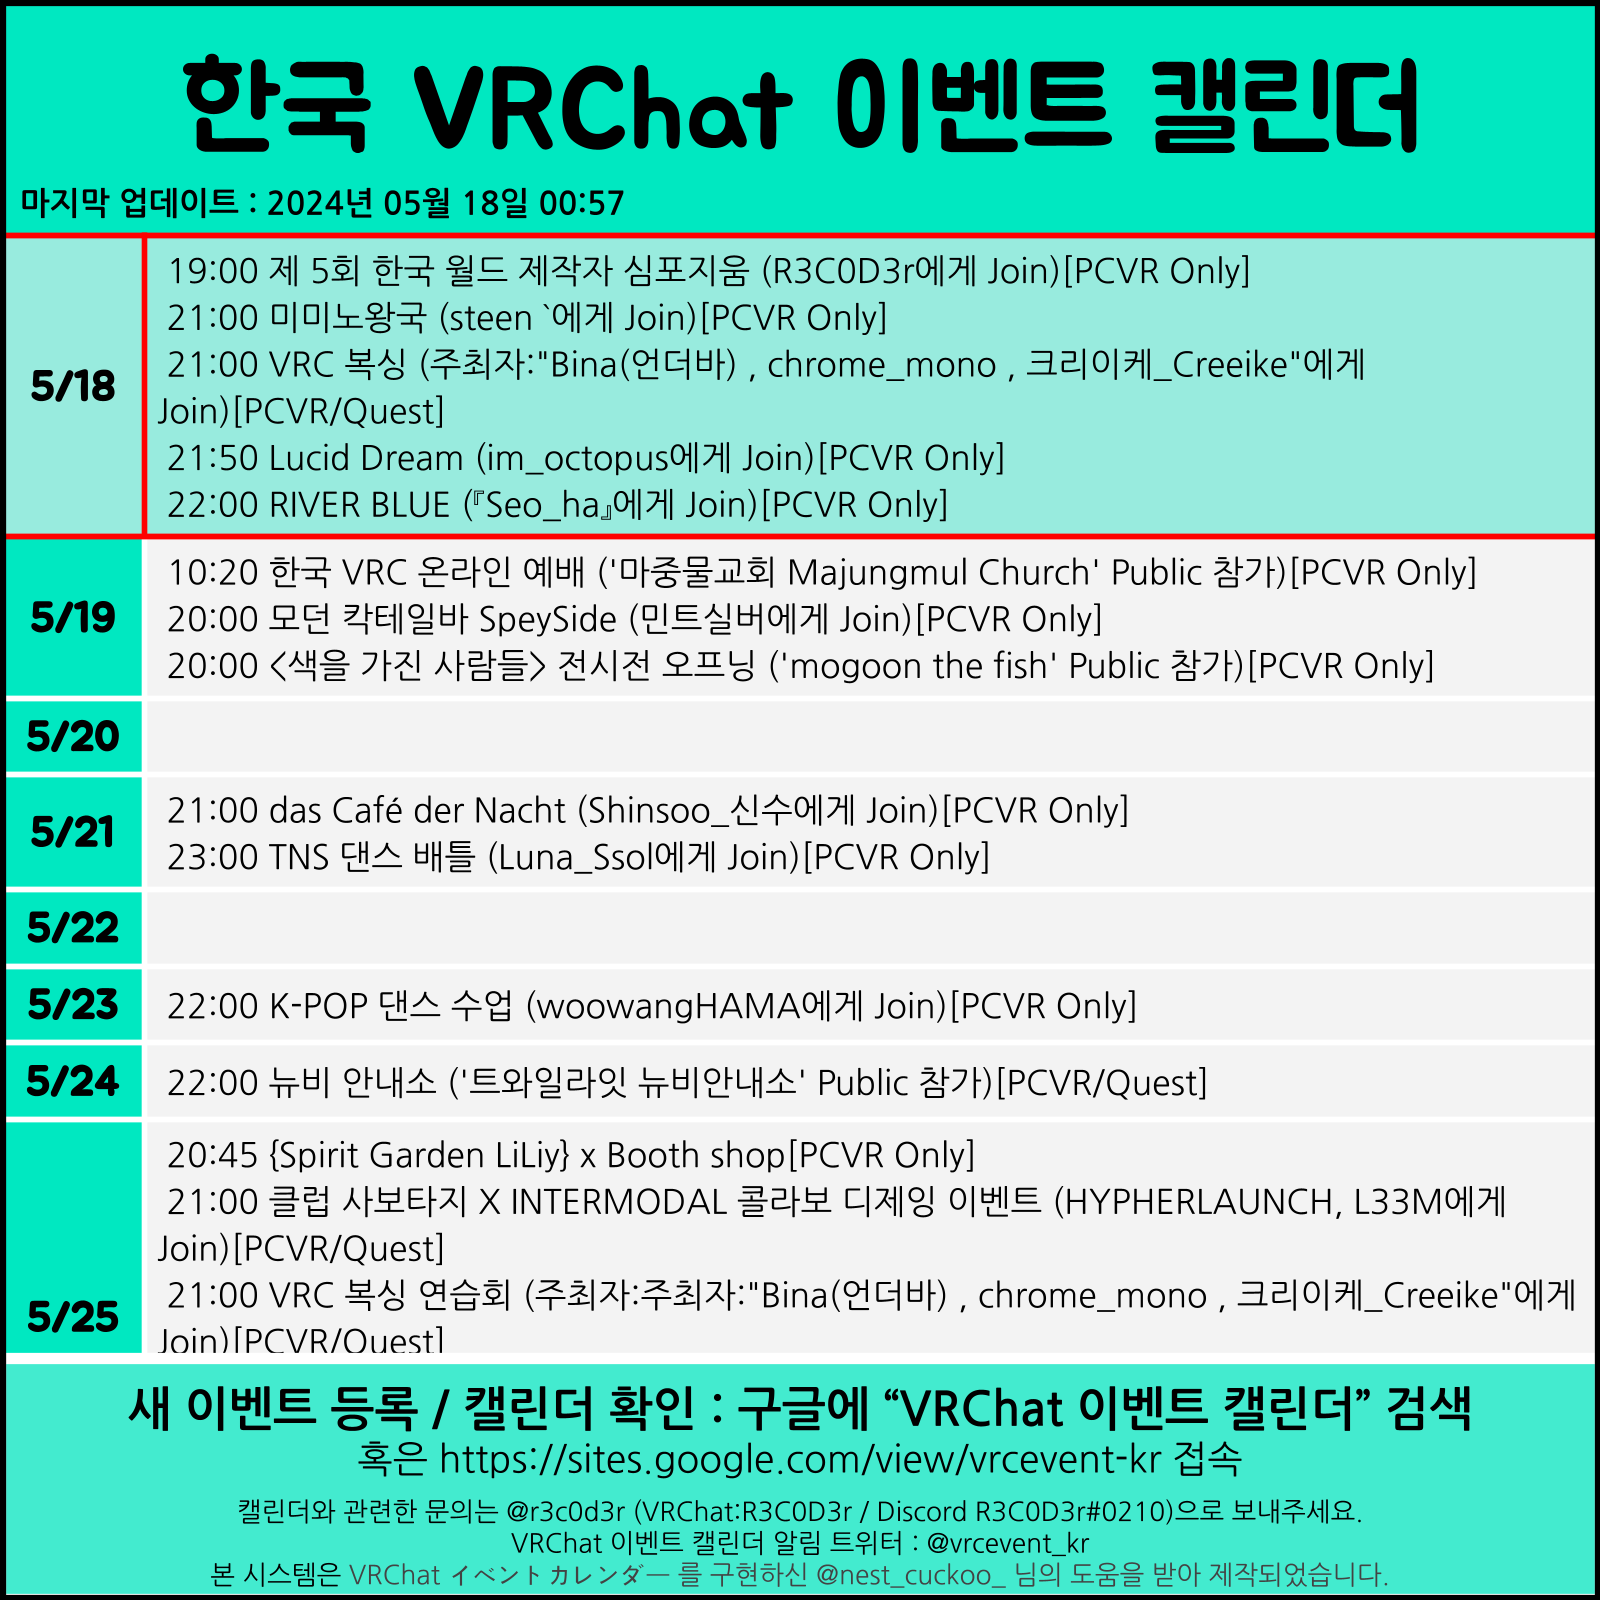 한국 VRChat 이벤트 캘린더
마지막 업데이트 : 2024년 05월 18일 00:57
5/18
19:00 제 5회 한국 월드 제작자 심포지움 (R3C0D3r에게 Join)[PCVR Only]
21:00 미미노왕국 (steen `에게 Join)[PCVR Only]
21:00 VRC 복싱 (주최자:"Bina(언더바) , chrome_mono , 크리이케_Creeike"에게
Join)[PCVR/Quest]
21:50 Lucid Dream (im_octopus에게 Join)[PCVR Only]
22:00 RIVER BLUE (『Seo_ha』에게 Join)[PCVR Only]
5/19
10:20 한국 VRC 온라인 예배 ('마중물교회 Majungmul Church' Public 참가)[PCVR Only]
20:00 모던 칵테일바 SpeySide (민트실버에게 Join)[PCVR Only]
20:00 <색을 가진 사람들> 전시전 오프닝 ('mogoon the fish' Public 참가)[PCVR Only]
5/20
5/21
21:00 das Café der Nacht (Shinsoo_신수에게 Join)[PCVR Only]
23:00 TNS 댄스 배틀 (Luna_Ssol에게 Join)[PCVR Only]
5/22
5/23
22:00 K-POP 댄스 수업 (woowangHAMA에게 Join)[PCVR Only]
5/24
22:00 뉴비 안내소 ('트와일라잇 뉴비안내소' Public 참가)[PCVR/Quest]
5/25
20:45 {Spirit Garden LiLiy} x Booth shop[PCVR Only]
21:00 클럽 사보타지 X INTERMODAL 콜라보 디제잉 이벤트 (HYPHERLAUNCH, L33M에게
Join)[PCVR/Quest]
21:00 VRC 복싱 연습회 (주최자:주최자:"Bina(언더바) , chrome_mono , 크리이케_Creeike"에게
Join)[PCVR/Quest]
새 이벤트 등록 / 캘린더 확인 : 구글에 “VRChat 이벤트 캘린더” 검색
혹은 https://sites.google.com/view/vrcevent-kr 접속
캘린더와 관련한 문의는 @r3c0d3r (VRChat:R3C0D3r / Discord R3C0D3r#0210)으로 보내주세요.
VRChat 이벤트 캘린더 알림 트위터 : @vrcevent_kr
본 시스템은 VRChat イベントカレンダー 를 구현하신 @nest_cuckoo_ 님의 도움을 받아 제작되었습니다.